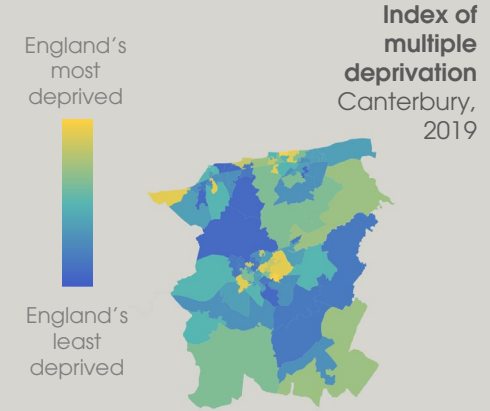 Index of
multiple
deprivation
Canterbury,
2019
England's
most
deprived
England's
least
deprived